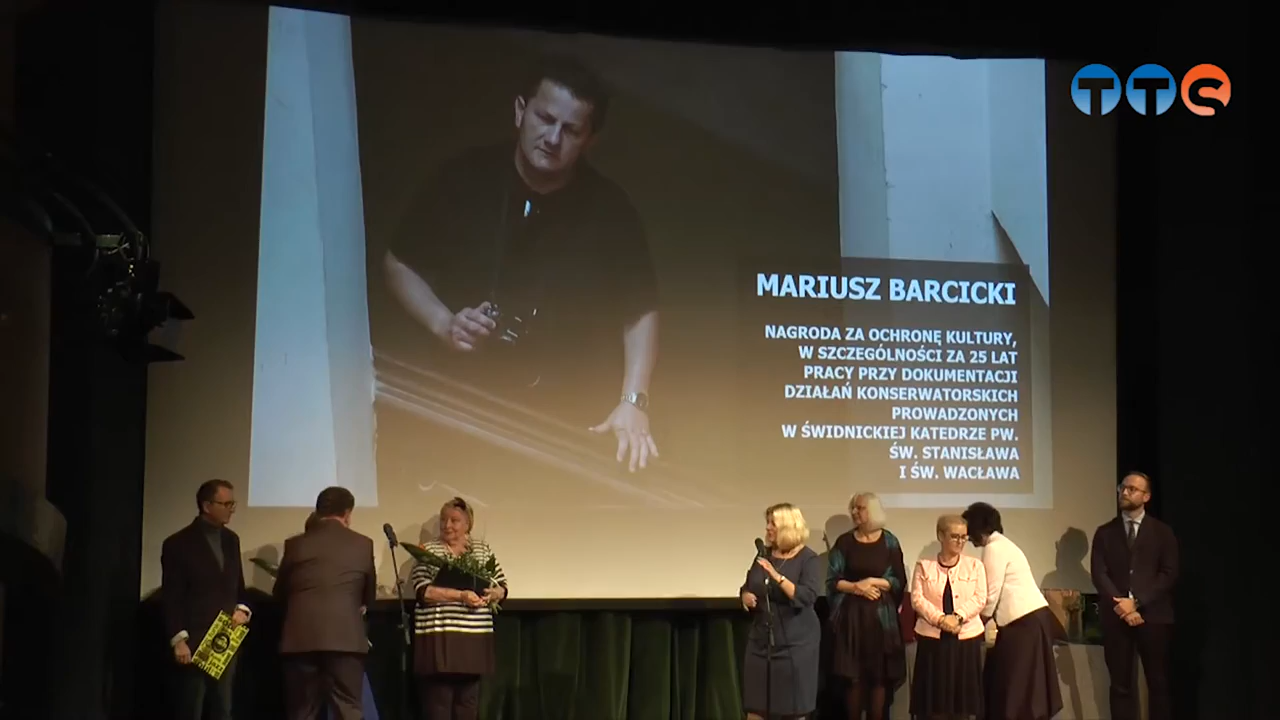 TTS
MARIUSZ BARCICKI
NAGRODA ZA OCHRONĘ KULTURY,
W SZCZEGÓLNOŚCI ZA 25 LAT
PRACY PRZY DOKUMENTACJI
DZIAŁAŃ KONSERWATORSKICH
PROWADZONYCH
W ŚWIDNICKIEJ KATEDRZE PW.
ŚW. STANISŁAWA
I ŚW. WACŁAWA